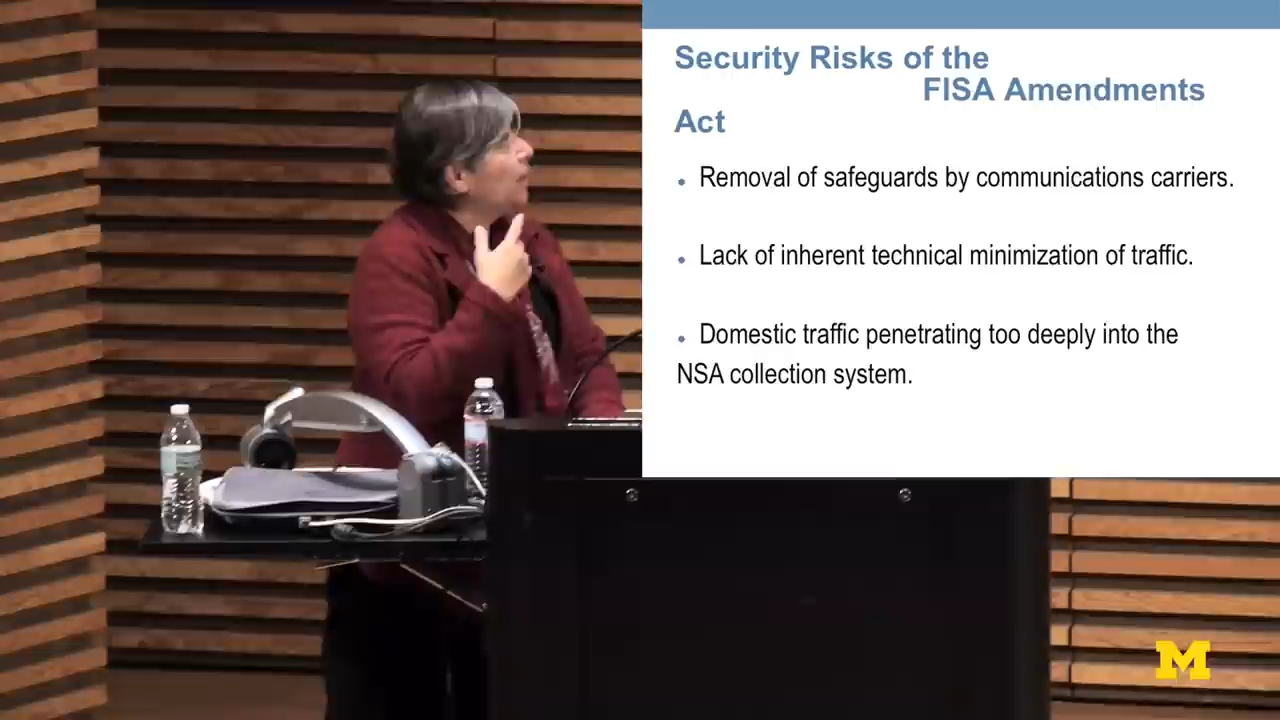 Security Risks of the
FISA Amendments
Act
• Removal of safeguards by communications carriers.
• Lack of inherent technical minimization of traffic.
• Domestic traffic penetrating too deeply into the
NSA collection system.
M